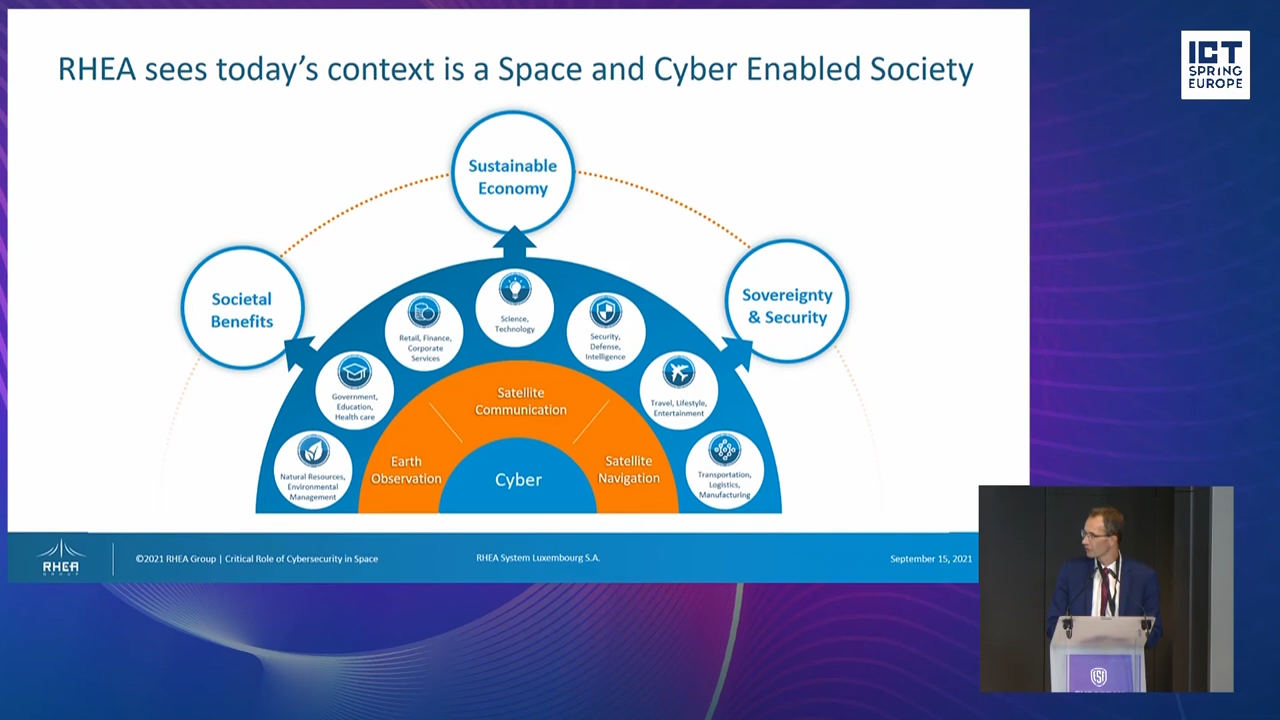 RHEA sees today's context is a Space and Cyber Enabled Society
ICT
SPRING
EUROPE
Sustainable
Economy
Societal
Benefits
Sovereignty
& Security
Science,
Technology
Retail, Finance,
Corporate
Services
Security,
Defense,
Intelligence
Government,
Education,
Health care
Travel, Lifestyle,
Entertainment
Natural Resources,
Environmental
Management
Transportation,
Logistics,
Manufacturing
Satellite
Communication
Earth
Observation
Satellite
Navigation
Cyber
RHEA
GROUP
©2021 RHEA Group | Critical Role of Cybersecurity in Space
RHEA System Luxembourg S.A.
September 15, 2021